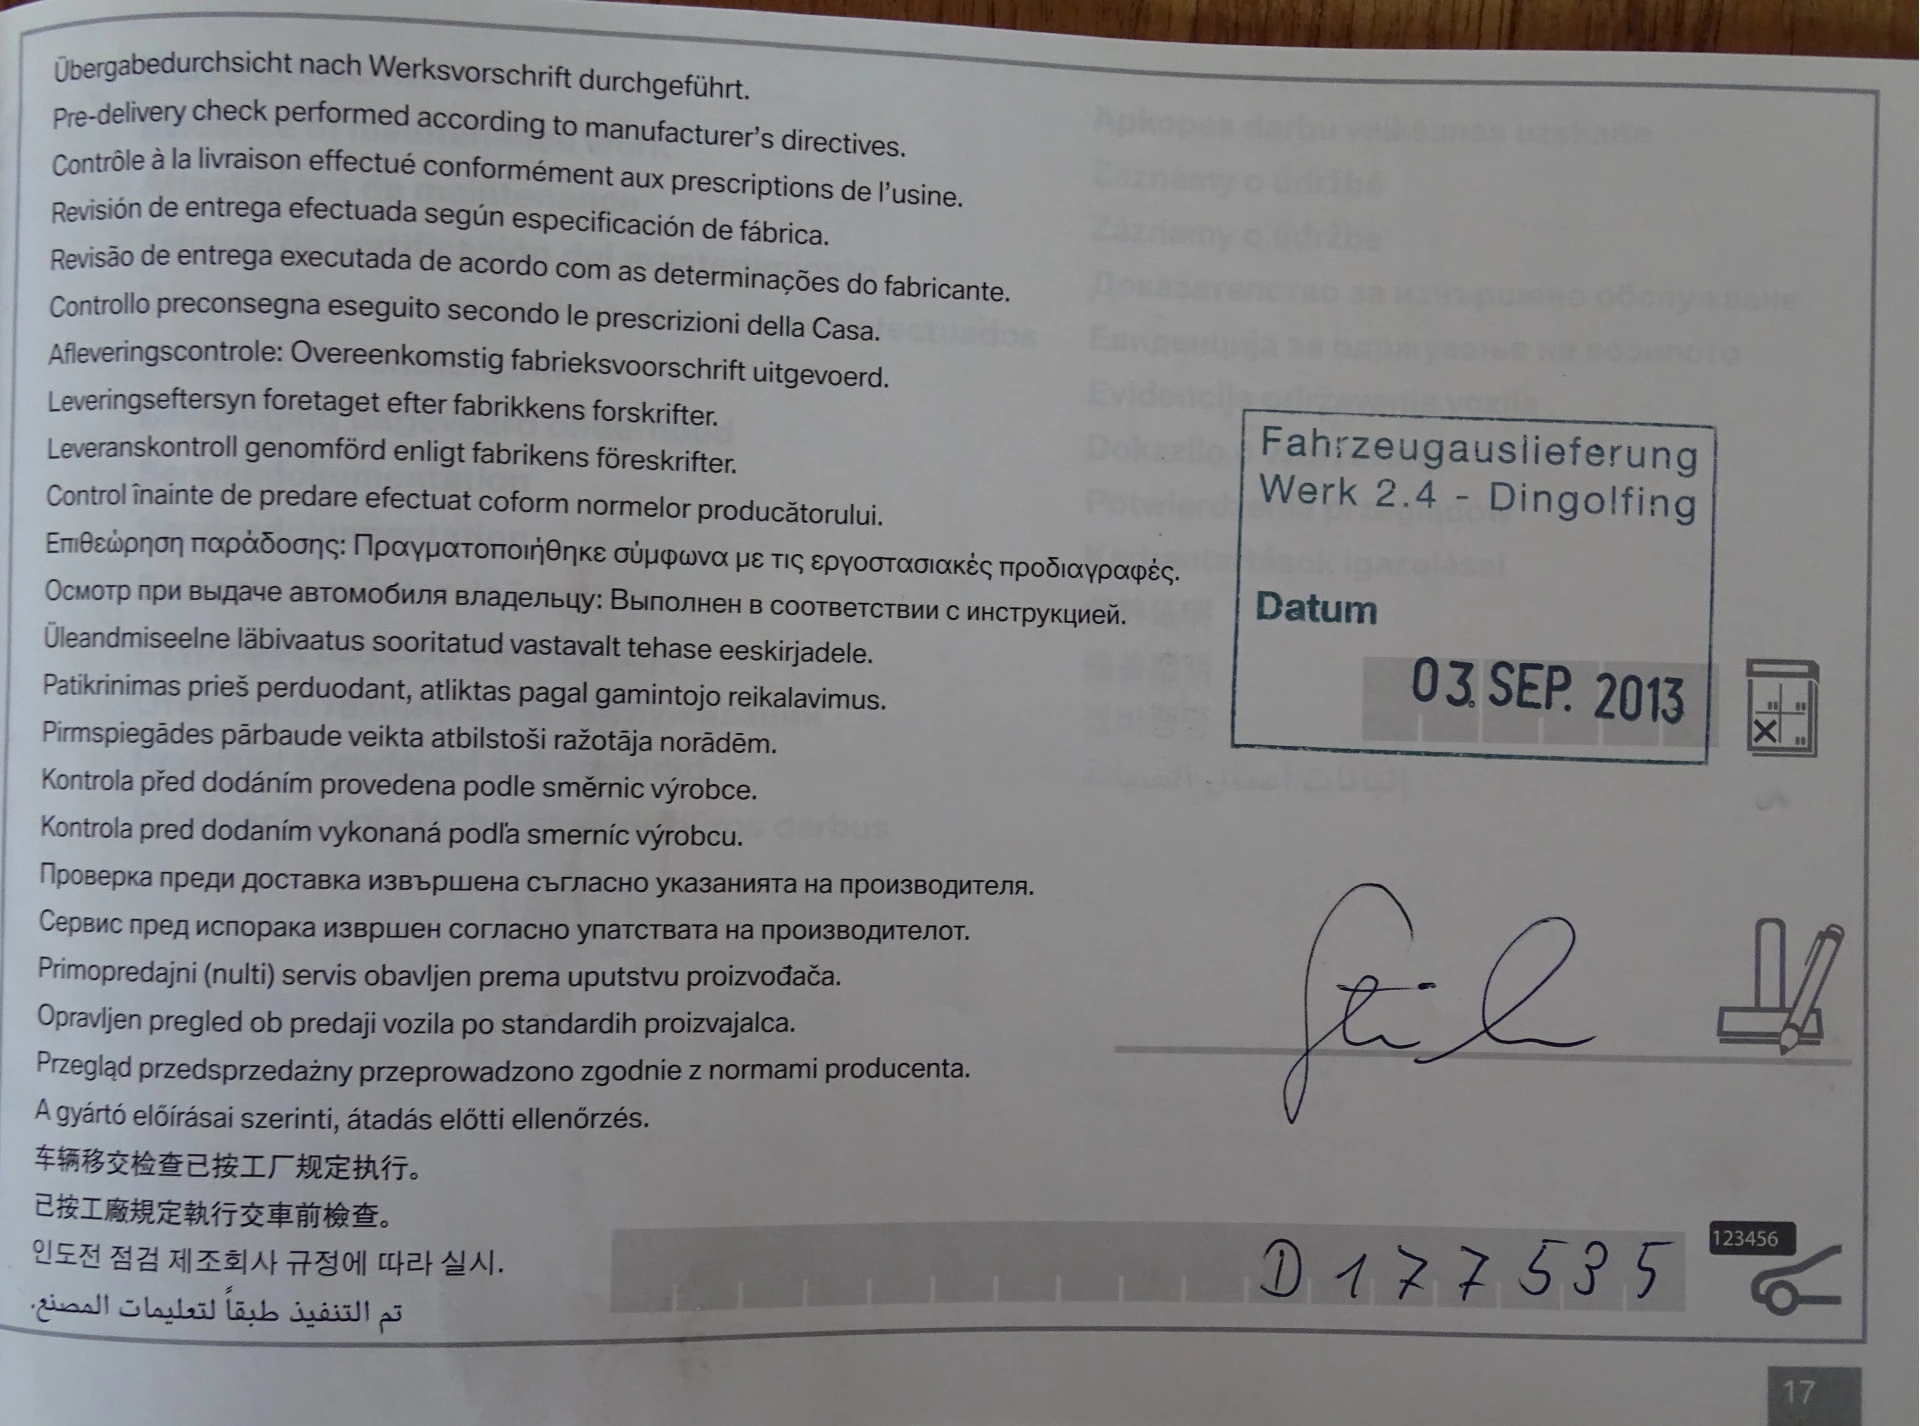 Übergabedurchsicht nach Werksvorschrift durchgeführt.
Pre-delivery check performed according to manufacturer's directives.
Contrôle à la livraison effectué conformément aux prescriptions de l'usine.
Revisión de entrega efectuada según especificación de fábrica.
Revisão de entrega executada de acordo com as determinações do fabricante.
Controllo preconsegna eseguito secondo le prescrizioni della Casa.
Afleveringscontrole: Overeenkomstig fabrieksvoorschrift uitgevoerd.
Leveringseftersyn foretaget efter fabrikkens forskrifter.
Leveranskontroll genomförd enligt fabrikens föreskrifter.
Control înainte de predare efectuat coform normelor producătorului.
Επιθεώρηση παράδοσης: Πραγματοποιήθηκε σύμφωνα με τις εργοστασιακές προδιαγραφές.
Осмотр при выдаче автомобиля владельцу: Выполнен в соответствии с инструкцией.
Üleandmiseelne läbivaatus sooritatud vastavalt tehase eeskirjadele.
Patikrinimas prieš perduodant, atliktas pagal gamintojo reikalavimus.
Pirmspiegādes pārbaude veikta atbilstoši ražotāja norādēm.
Kontrola před dodáním provedena podle směrnic výrobce.
Kontrola pred dodaním vykonaná podľa smerníc výrobcu.
Проверка преди доставка извършена съгласно указанията на производителя.
Сервис пред испорака извршен согласно упатствата на производителот.
Primopredajni (nulti) servis obavljen prema uputstvu proizvođača.
Opravljen pregled ob predaji vozila po standardih proizvajalca.
Przegląd przedsprzedażny przeprowadzono zgodnie z normami producenta.
A gyártó előírásai szerinti, átadás előtti ellenőrzés.
车辆移交检查已按工厂规定执行。
已按工廠規定執行交車前檢查。
인도전 점검 제조회사 규정에 따라 실시.
تم التنفيذ طبقاً لتعليمات المصنع.
Fahrzeugauslieferung
Werk 2.4 - Dingolfing
Datum
03. SEP. 2013
D177535
123456
17